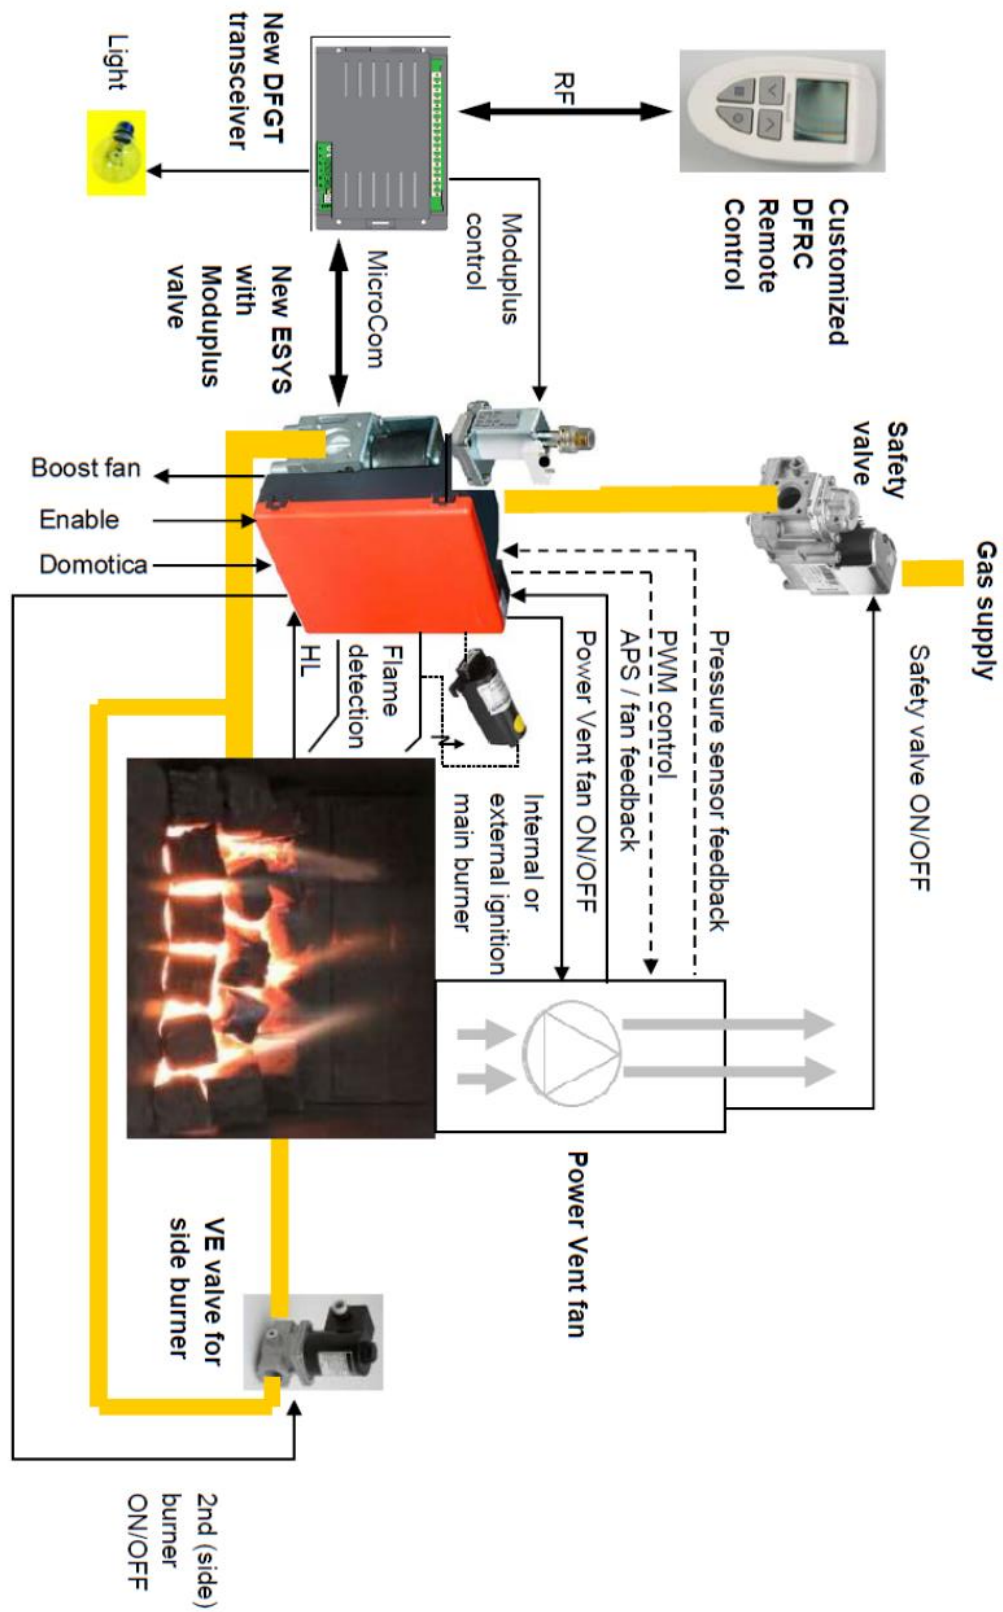 Customized
DFRC
Remote
Control
RF
New DFGT
transceiver
Light
Moduplus
control
MicroCom
New ESYS
with
Moduplus
valve
Safety
valve
Gas supply
Safety valve ON/OFF
Boost fan
Enable
Domotica
Pressure sensor feedback
PWM control
APS / fan feedback
Power Vent fan ON/OFF
Flame
detection
HL
Internal or
external ignition
main burner
Power Vent fan
VE valve for
side burner
2nd (side)
burner
ON/OFF